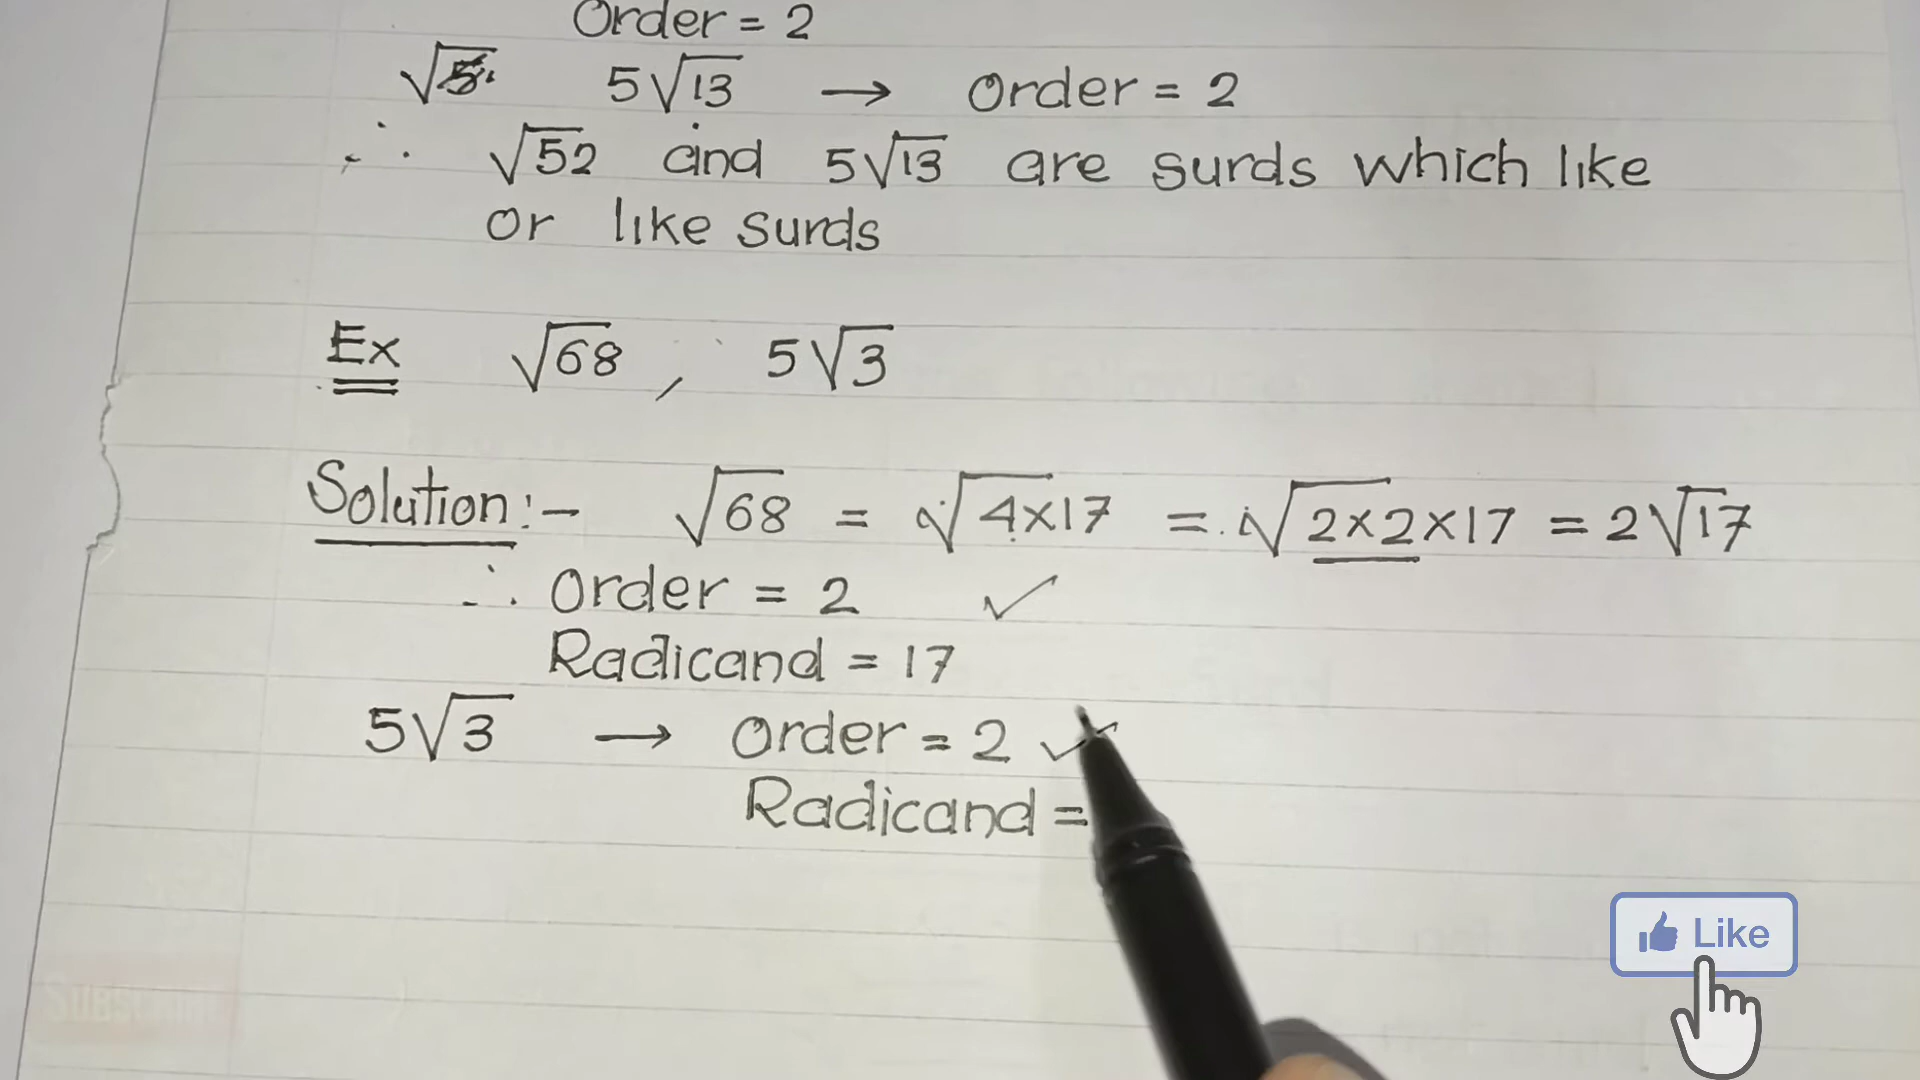 Order = 2
√5 5√13 → Order = 2
∴ √52 and 5√13 are surds which like
or like surds
Ex √68 , 5√3
Solution:- √68 = √4×17 = √2×2×17 = 2√17
∴ Order = 2 ✓
Radicand = 17
5√3 → Order = 2 ✓
Radicand =
Like
SUBSCRIBE